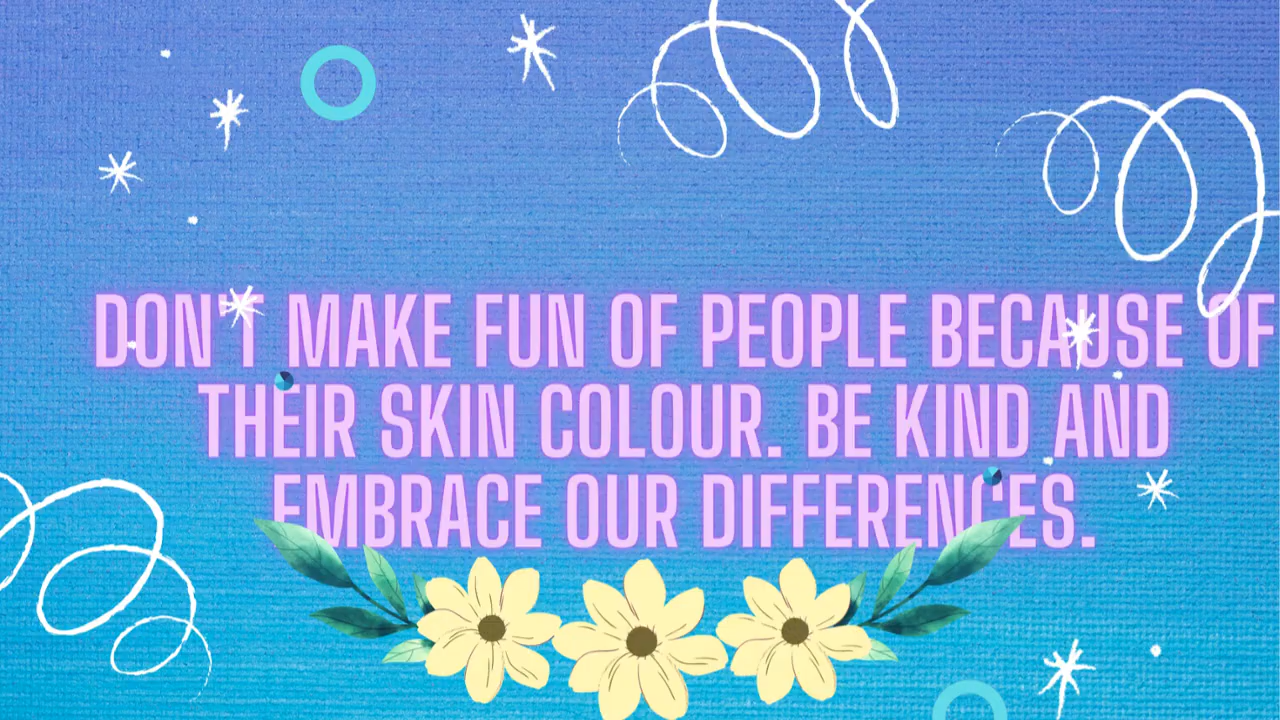 DON'T MAKE FUN OF PEOPLE BECAUSE OF
THEIR SKIN COLOUR. BE KIND AND
EMBRACE OUR DIFFERENCES.